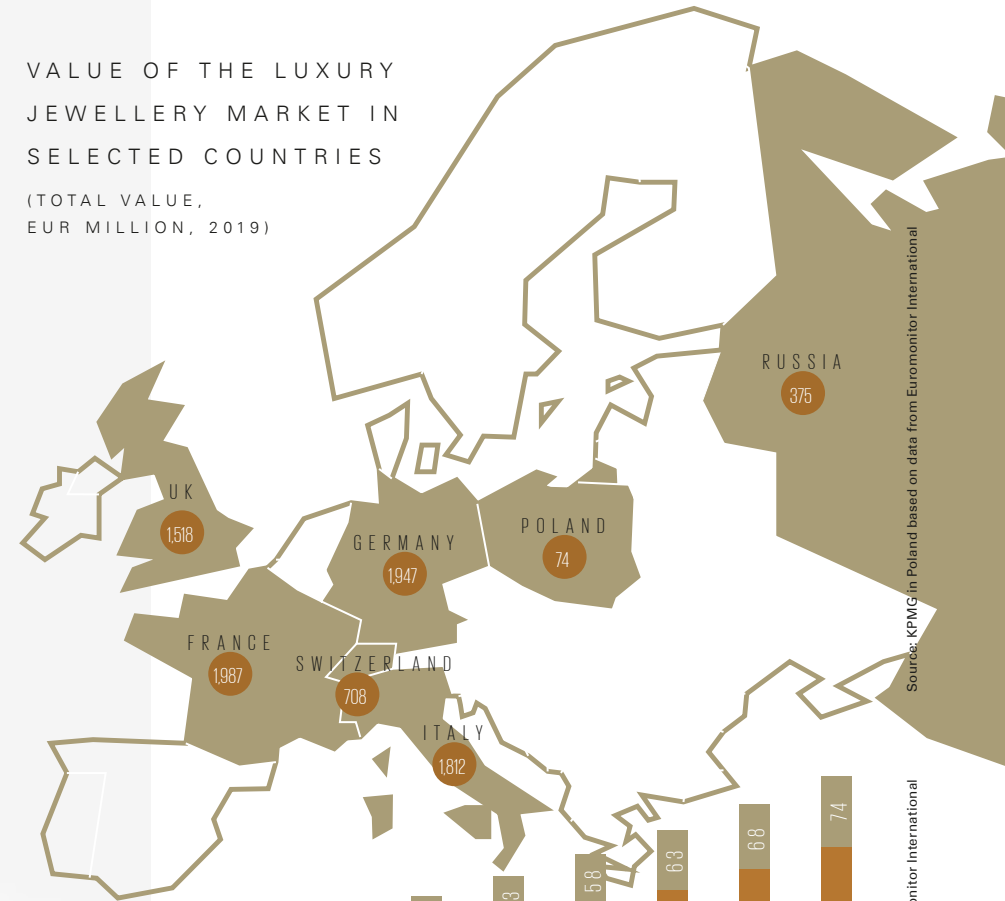 VALUE OF THE LUXURY
JEWELLERY MARKET IN
SELECTED COUNTRIES
(TOTAL VALUE,
EUR MILLION, 2019)
RUSSIA
375
UK
1,518
POLAND
74
GERMANY
1,947
FRANCE
1,987
SWITZERLAND
708
ITALY
1,812
Source: KPMG in Poland based on data from Euromonitor International
58
63
68
74
International